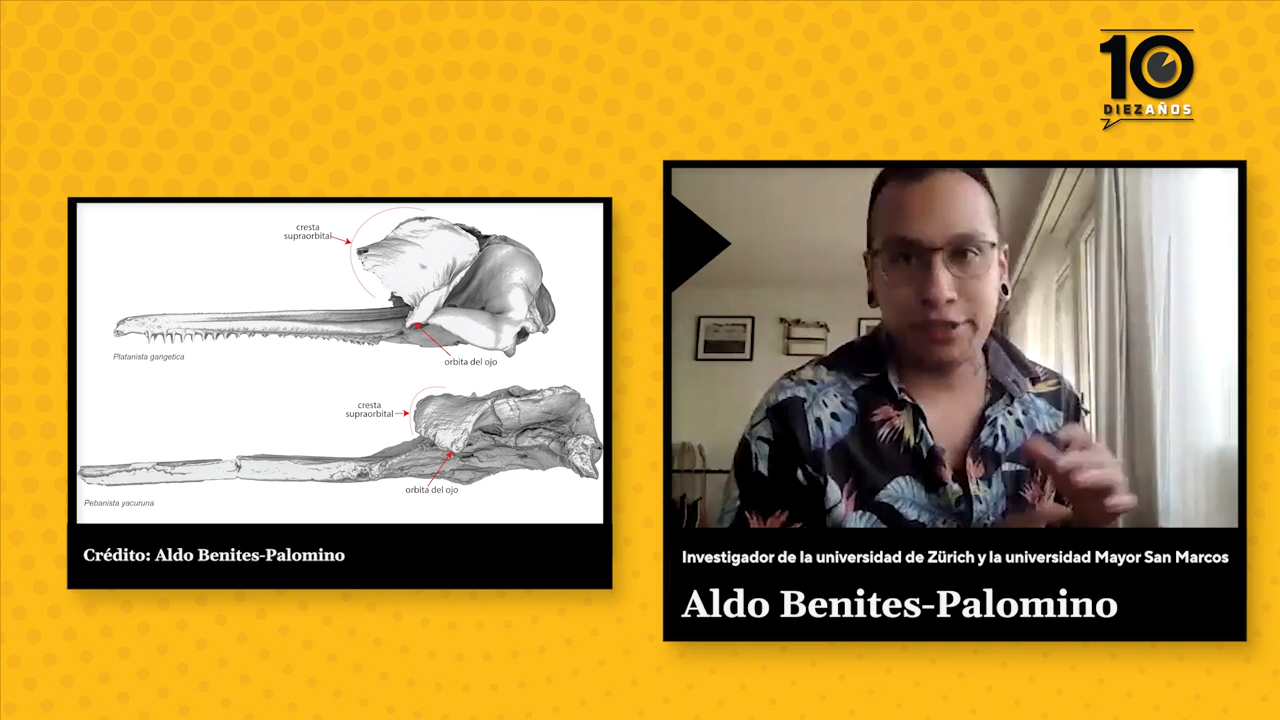 10
DIEZAÑOS
cresta
supraorbital
Platanista gangetica
orbita del ojo
cresta
supraorbital
orbita del ojo
Pebanista yacuruna
Crédito: Aldo Benites-Palomino
Investigador de la universidad de Zürich y la universidad Mayor San Marcos
Aldo Benites-Palomino